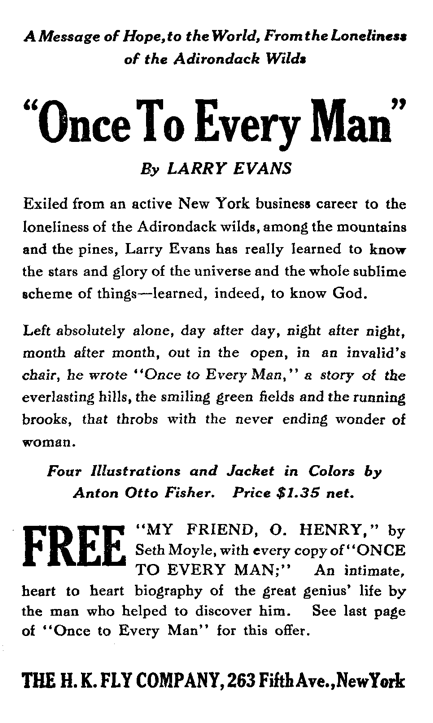 A Message of Hope, to the World, From the Loneliness
of the Adirondack Wilds
"Once To Every Man"
By LARRY EVANS
Exiled from an active New York business career to the
loneliness of the Adirondack wilds, among the mountains
and the pines, Larry Evans has really learned to know
the stars and glory of the universe and the whole sublime
scheme of things—learned, indeed, to know God.
Left absolutely alone, day after day, night after night,
month after month, out in the open, in an invalid's
chair, he wrote "Once to Every Man," a story of the
everlasting hills, the smiling green fields and the running
brooks, that throbs with the never ending wonder of
woman.
Four Illustrations and Jacket in Colors by
Anton Otto Fisher. Price $1.35 net.
FREE "MY FRIEND, O. HENRY," by
Seth Moyle, with every copy of "ONCE
TO EVERY MAN;" An intimate,
heart to heart biography of the great genius' life by
the man who helped to discover him. See last page
of "Once to Every Man" for this offer.
THE H. K. FLY COMPANY, 263 Fifth Ave., New York